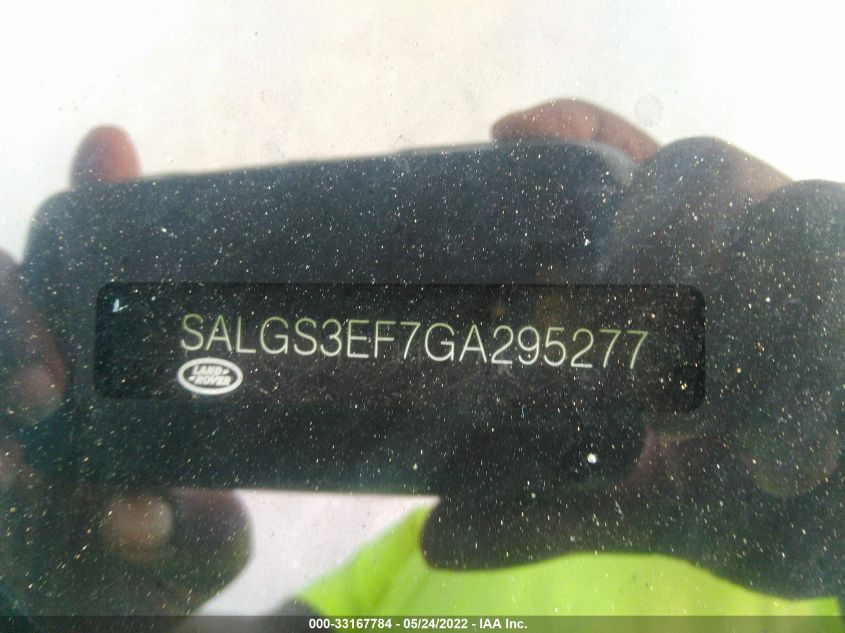 SALGS3EF7GA295277
LAND
ROVER
000-33167784 - 05/24/2022 - IAA Inc.